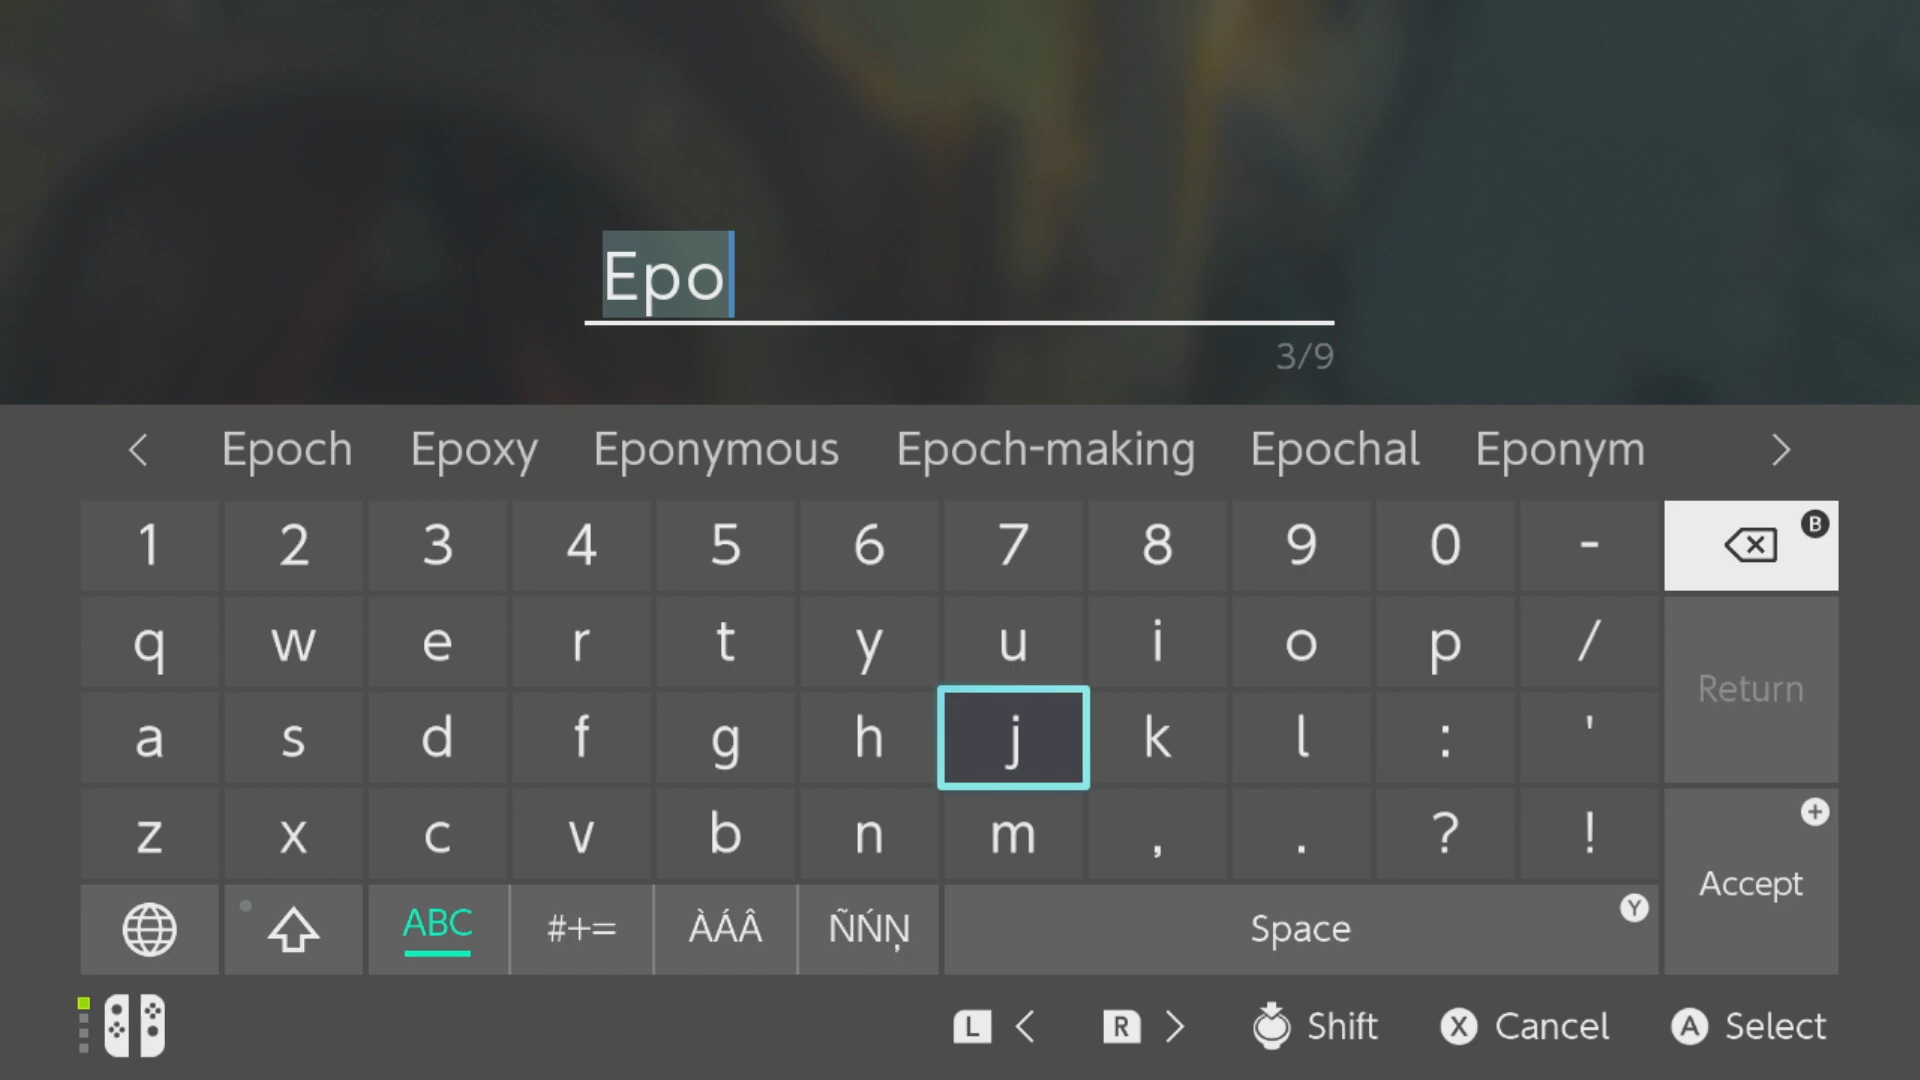 Epo
3/9
< Epoch Epoxy Eponymous Epoch-making Epochal Eponym >
1 2 3 4 5 6 7 8 9 0 - B
q w e r t y u i o p /
Return
a s d f g h j k l : '
z x c v b n m , . ? ! +
Accept
ABC #+= ÀÁÂ ÑŃŅ Space Y
L < R > Shift X Cancel A Select